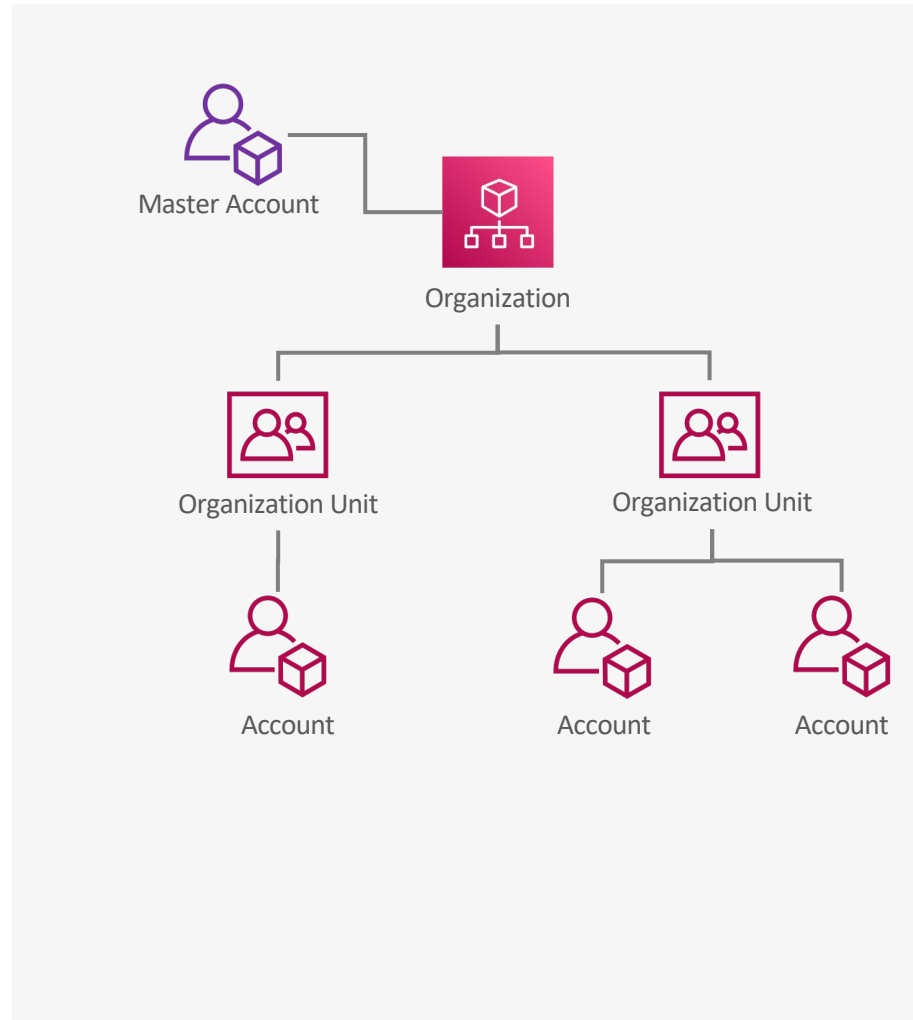 Master Account
Organization
Organization Unit
Organization Unit
Account
Account
Account